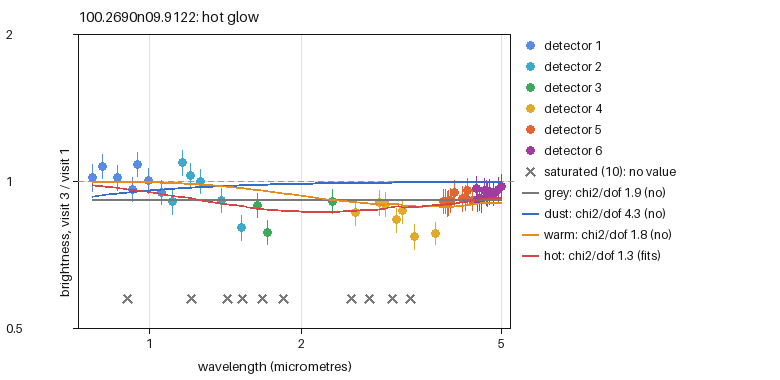 100.2690n09.9122: hot glow
2
1
0.5
brightness, visit 3 / visit 1
1
2
5
wavelength (micrometres)
detector 1
detector 2
detector 3
detector 4
detector 5
detector 6
saturated (10): no value
grey: chi2/dof 1.9 (no)
dust: chi2/dof 4.3 (no)
warm: chi2/dof 1.8 (no)
hot: chi2/dof 1.3 (fits)